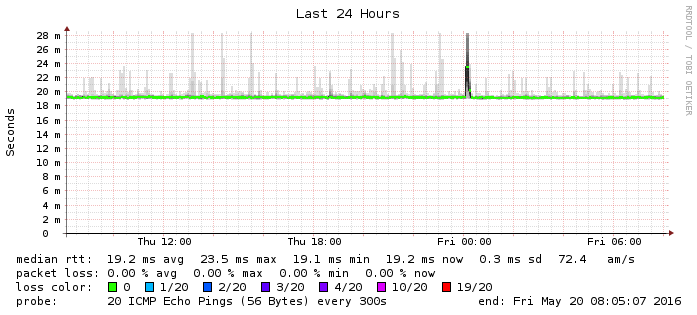 Last 24 Hours
RRDTOOL / TOBI OETIKER
Seconds
28 m
26 m
24 m
22 m
20 m
18 m
16 m
14 m
12 m
10 m
8 m
6 m
4 m
2 m
0
Thu 12:00 Thu 18:00 Fri 00:00 Fri 06:00
median rtt: 19.2 ms avg 23.5 ms max 19.1 ms min 19.2 ms now 0.3 ms sd 72.4 am/s
packet loss: 0.00 % avg 0.00 % max 0.00 % min 0.00 % now
loss color: 0 1/20 2/20 3/20 4/20 10/20 19/20
probe: 20 ICMP Echo Pings (56 Bytes) every 300s end: Fri May 20 08:05:07 2016